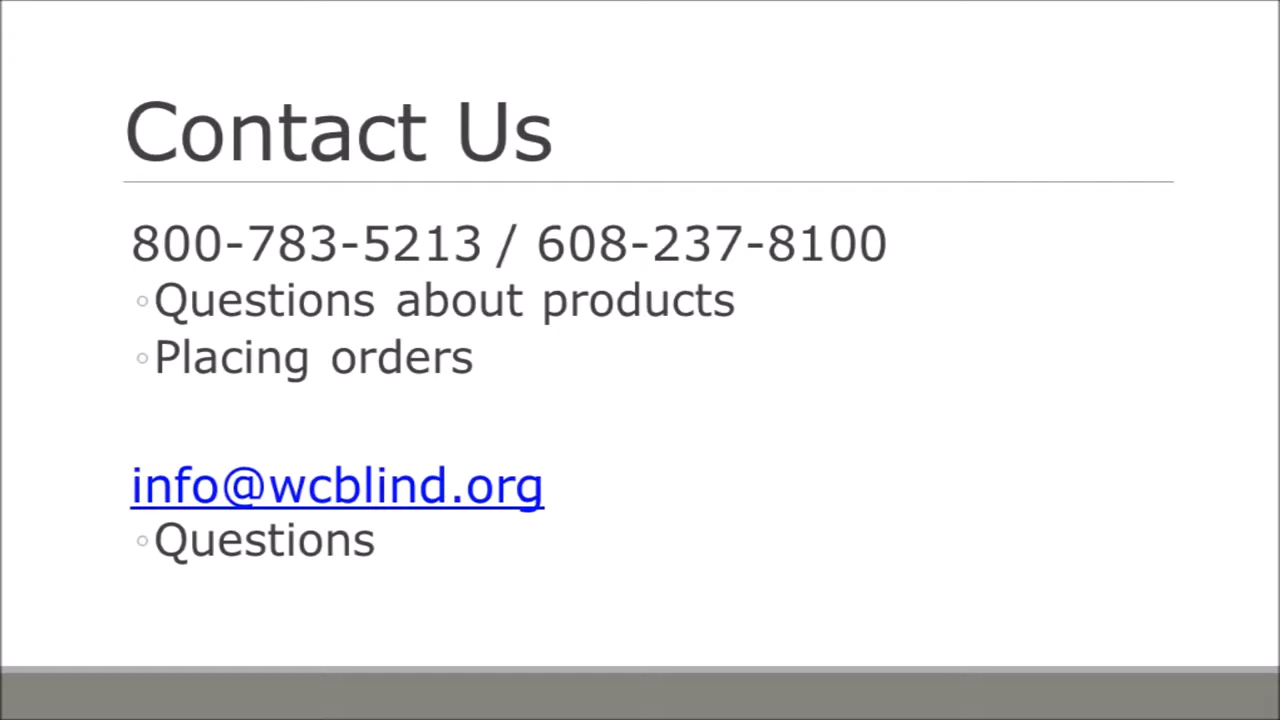 Contact Us
800-783-5213 / 608-237-8100
◦Questions about products
◦Placing orders
info@wcblind.org
◦Questions